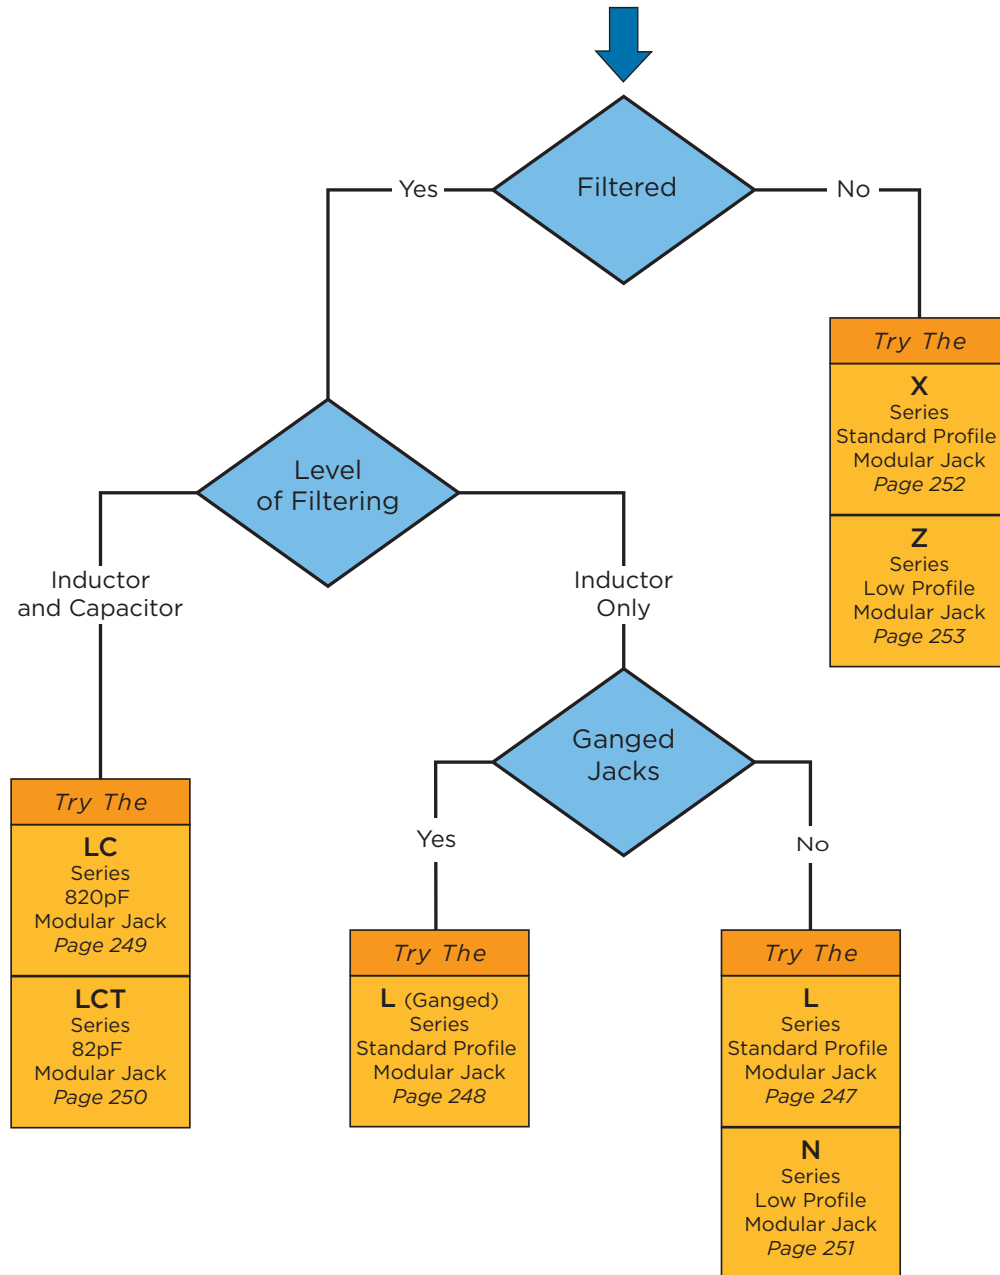 Filtered
Yes
No
Try The
X
Series
Standard Profile
Modular Jack
Page 252
Z
Series
Low Profile
Modular Jack
Page 253
Level
of Filtering
Inductor
and Capacitor
Inductor
Only
Ganged
Jacks
Yes
No
Try The
LC
Series
820pF
Modular Jack
Page 249
LCT
Series
82pF
Modular Jack
Page 250
Try The
L (Ganged)
Series
Standard Profile
Modular Jack
Page 248
Try The
L
Series
Standard Profile
Modular Jack
Page 247
N
Series
Low Profile
Modular Jack
Page 251